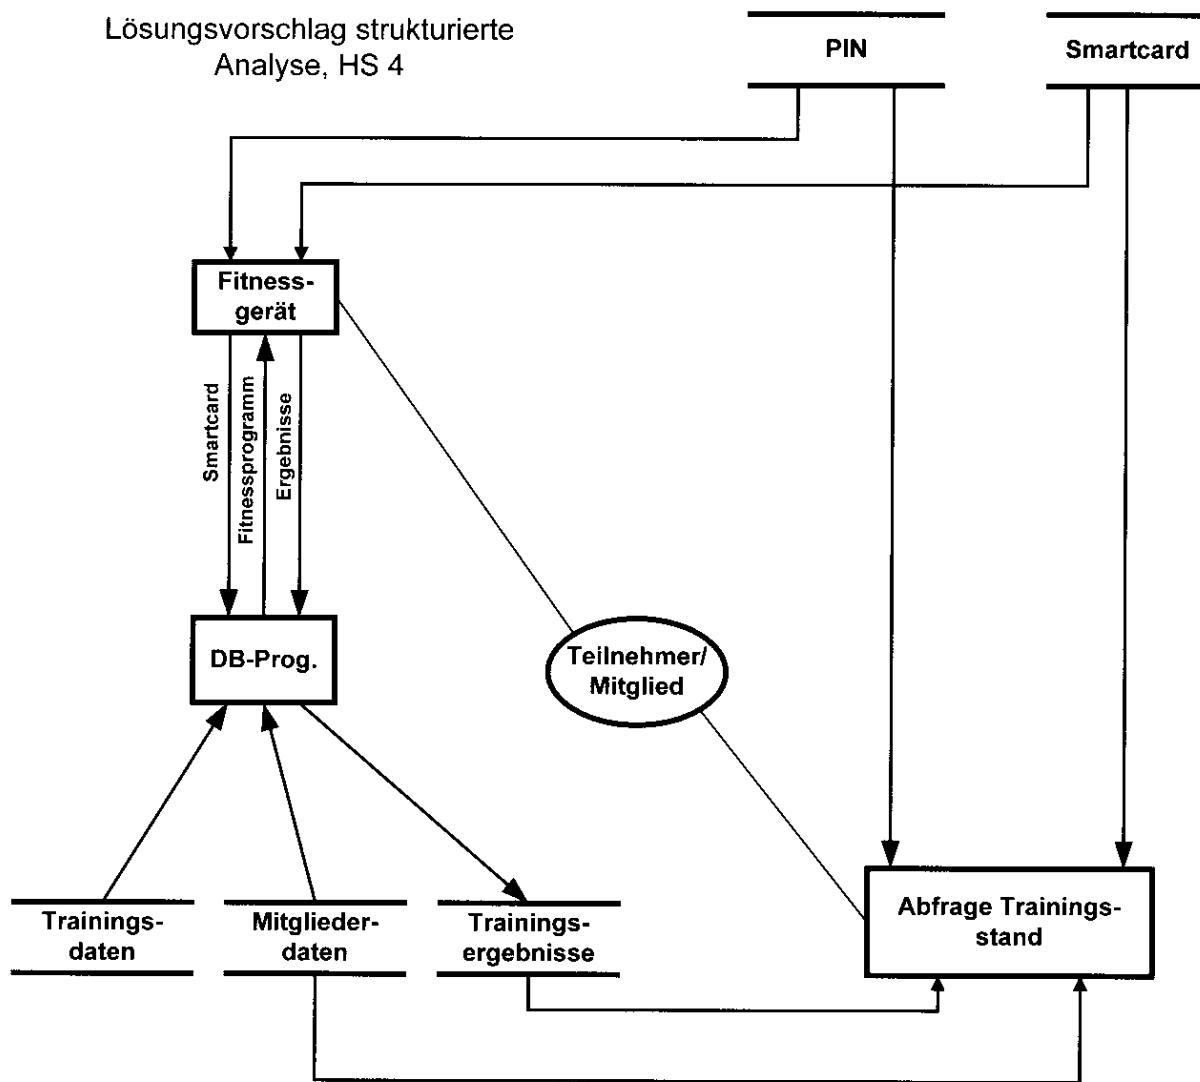 Lösungsvorschlag strukturierte
Analyse, HS 4
PIN
Smartcard
Fitness-
gerät
Smartcard
Fitnessprogramm
Ergebnisse
DB-Prog.
Teilnehmer/
Mitglied
Trainings-
daten
Mitglieder-
daten
Trainings-
ergebnisse
Abfrage Trainings-
stand